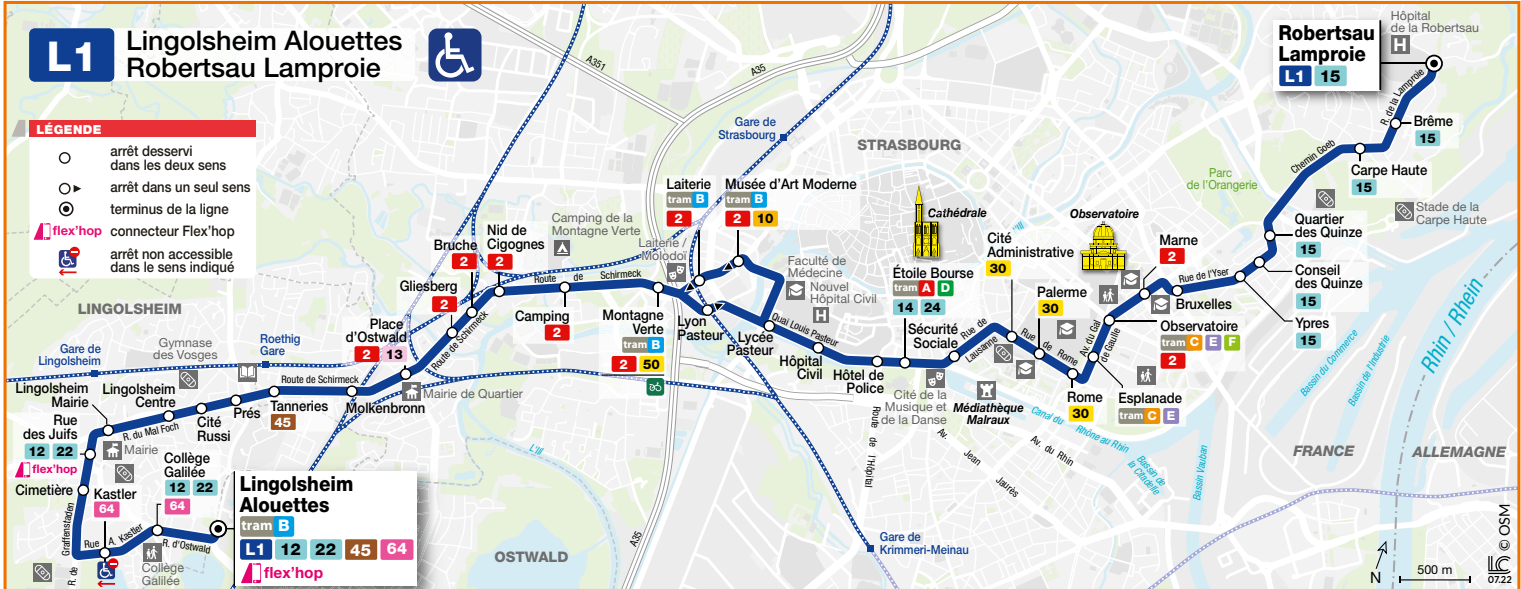 L1
Lingolsheim Alouettes
Robertsau Lamproie
LÉGENDE
arrêt desservi
dans les deux sens
arrêt dans un seul sens
terminus de la ligne
flex'hop connecteur Flex'hop
arrêt non accessible
dans le sens indiqué
LINGOLSHEIM
Gare de
Lingolsheim
Gymnase
des Vosges
Roethig
Gare
Lingolsheim
Mairie
Rue
des Juifs
12 22
flex'hop
Cimetière
Kastler
64
Collège
Galilée
12 22
64
Mairie
R. du Mal Foch
Graffenstaden
R. de
Rue A. Kastler
R. d'Ostwald
Collège
Galilée
Lingolsheim
Alouettes
tram B
L1 12 22 45 64
flex'hop
Lingolsheim
Centre
Cité
Russi
Prés
Tanneries
45
Route de Schirmeck
Molkenbronn
Place
d'Ostwald
2 13
Mairie de Quartier
Route de Schirmeck
Gliesberg
2
Bruche
2
Nid de
Cigognes
2
Camping de la
Montagne Verte
Route de Schirmeck
Camping
2
Montagne
Verte
tram B
2 50
L'Ill
OSTWALD
A351
A35
A35
Gare de
Strasbourg
STRASBOURG
Laiterie
tram B
2
Musée d'Art Moderne
tram B
2 10
Laiterie /
Molodoï
Lyon
Pasteur
Lycée
Pasteur
Faculté de
Médecine
Nouvel
Hôpital Civil
H
Quai Louis Pasteur
Hôpital
Civil
Hôtel de
Police
Étoile Bourse
tram A D
14 24
Sécurité
Sociale
Cathédrale
Cité de la
Musique et
de la Danse
Route de l'Hôpital
Rue de
Lausanne
Cité
Administrative
30
Médiathèque
Malraux
Canal du Rhône au Rhin
Av. Jean Jaurès
Av. du Rhin
Gare de
Krimmeri-Meinau
Palerme
30
Rue de Rome
Rome
30
Observatoire
Av. du Gal
de Gaulle
Esplanade
tram C E
Observatoire
tram C E F
2
Marne
2
Bruxelles
Rue de l'Yser
Ypres
15
Conseil
des Quinze
15
Quartier
des Quinze
15
Parc
de l'Orangerie
Chemin Goeb
Carpe Haute
15
Stade de la
Carpe Haute
Brême
15
R. de la Lamproie
Robertsau
Lamproie
L1 15
Hôpital
de la Robertsau
H
Bassin de
la Citadelle
Bassin Vauban
Bassin du Commerce
Bassin de l'Industrie
Rhin / Rhein
FRANCE
ALLEMAGNE
N
500 m
© OSM
07.22